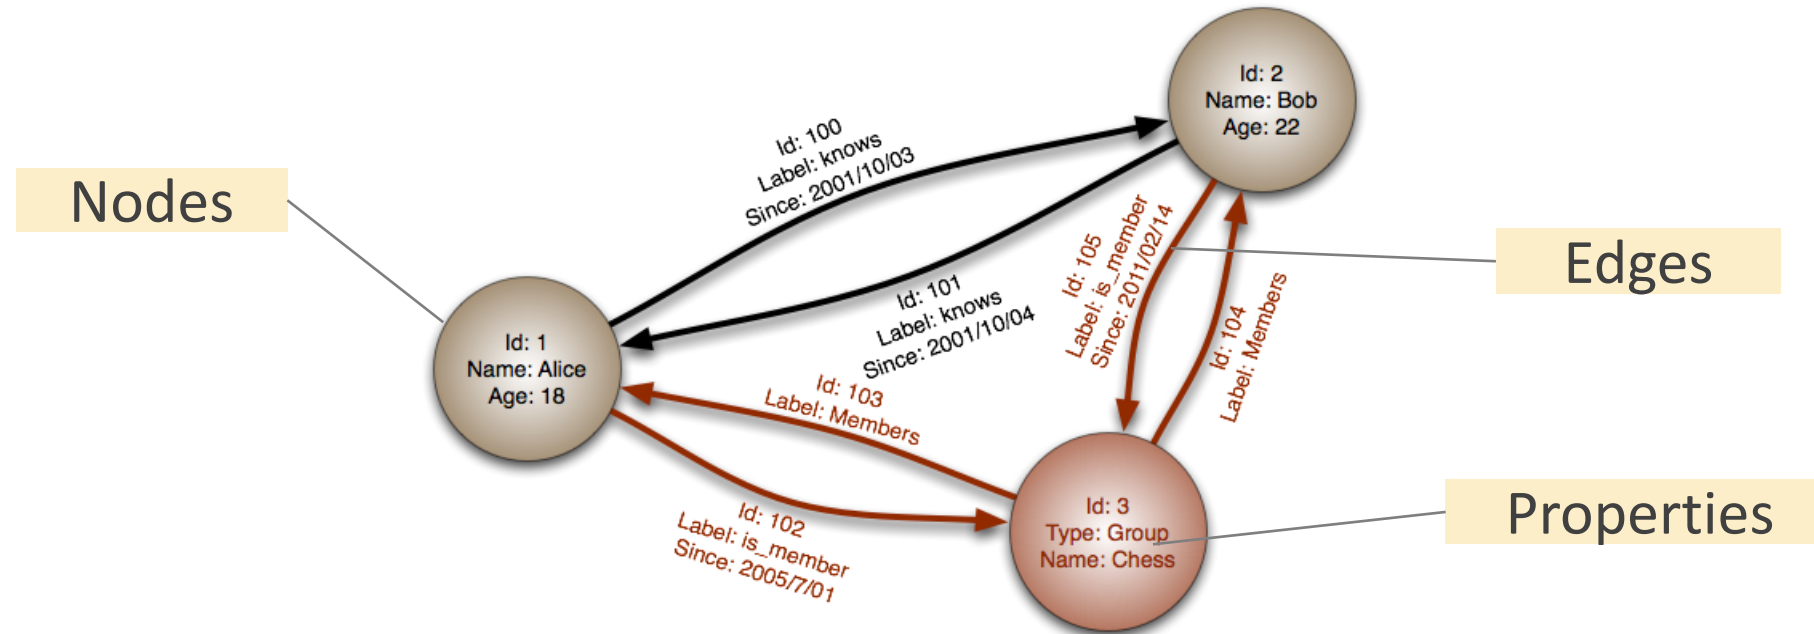 Nodes
Id: 100
Label: knows
Since: 2001/10/03
Id: 2
Name: Bob
Age: 22
Id: 101
Label: knows
Since: 2001/10/04
Id: 105
Label: is_member
Since: 2011/02/14
Edges
Id: 104
Label: Members
Id: 1
Name: Alice
Age: 18
Id: 103
Label: Members
Id: 102
Label: is_member
Since: 2005/7/01
Id: 3
Type: Group
Name: Chess
Properties